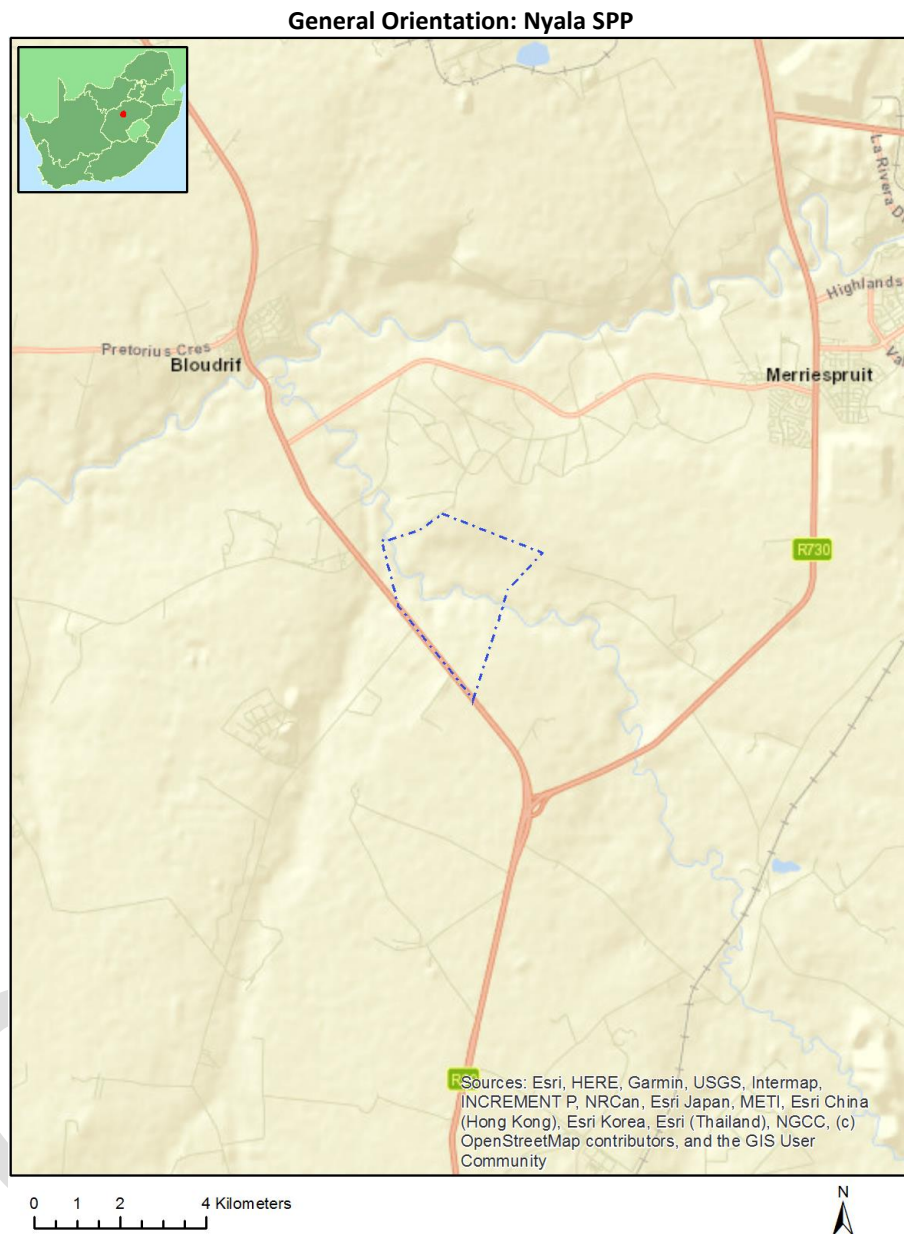 General Orientation: Nyala SPP
Highlands
Pretorius Cres
Bloudrif
Merriespruit
R730
Sources: Esri, HERE, Garmin, USGS, Intermap,
INCREMENT P, NRCan, Esri Japan, METI, Esri China
(Hong Kong), Esri Korea, Esri (Thailand), NGCC, (c)
OpenStreetMap contributors, and the GIS User
Community
0 1 2 4 Kilometers
N